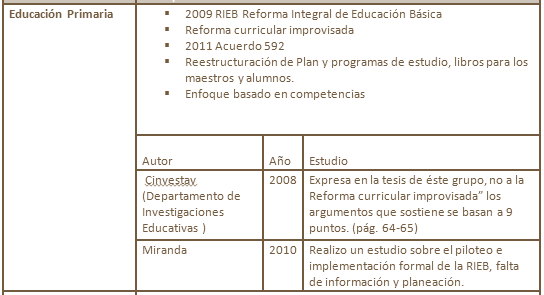 Educación Primaria
▪ 2009 RIEB Reforma Integral de Educación Básica
▪ Reforma curricular improvisada
▪ 2011 Acuerdo 592
▪ Reestructuración de Plan y programas de estudio, libros para los
maestros y alumnos.
▪ Enfoque basado en competencias
Autor Año Estudio
Cinvestav. 2008 Expresa en la tesis de éste grupo, no a la
(Departamento de Reforma curricular improvisada” los
Investigaciones argumentos que sostiene se basan a 9
Educativas ) puntos. (pág. 64-65)
Miranda 2010 Realizo un estudio sobre el piloteo e
implementación formal de la RIEB, falta
de información y planeación.